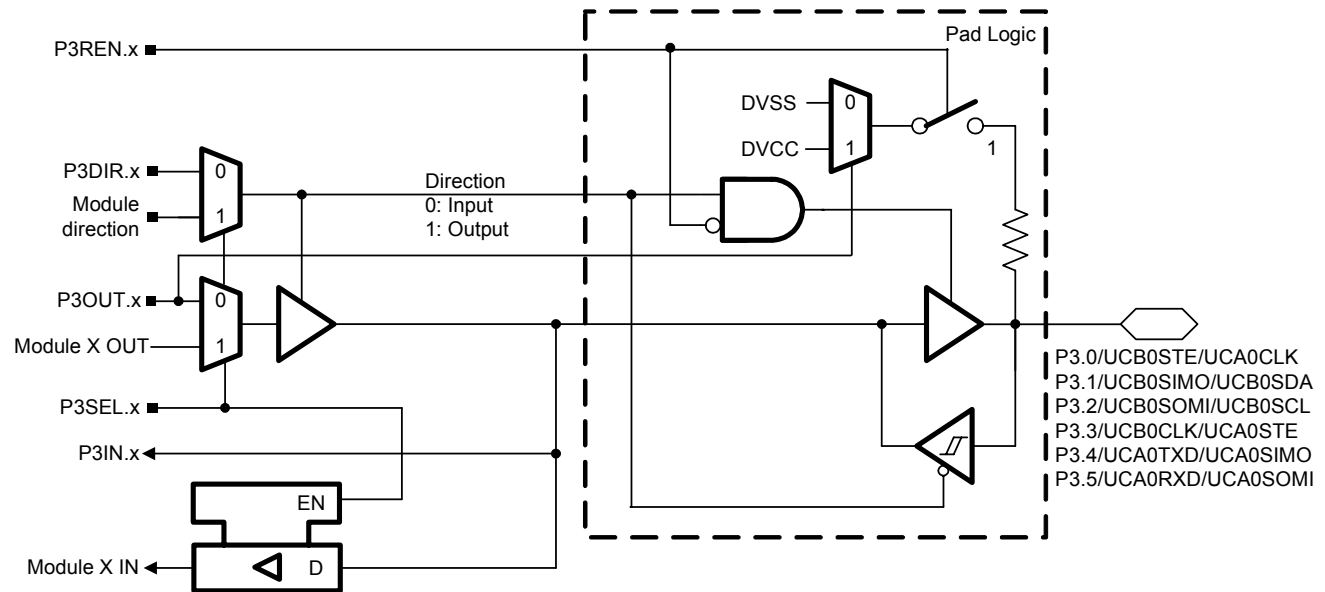 Pad Logic
P3REN.x
DVSS
0
DVCC
1
1
P3DIR.x
0
Module
direction
1
Direction
0: Input
1: Output
P3OUT.x
0
Module X OUT
1
P3SEL.x
P3IN.x
EN
Module X IN
D
P3.0/UCB0STE/UCA0CLK
P3.1/UCB0SIMO/UCB0SDA
P3.2/UCB0SOMI/UCB0SCL
P3.3/UCB0CLK/UCA0STE
P3.4/UCA0TXD/UCA0SIMO
P3.5/UCA0RXD/UCA0SOMI